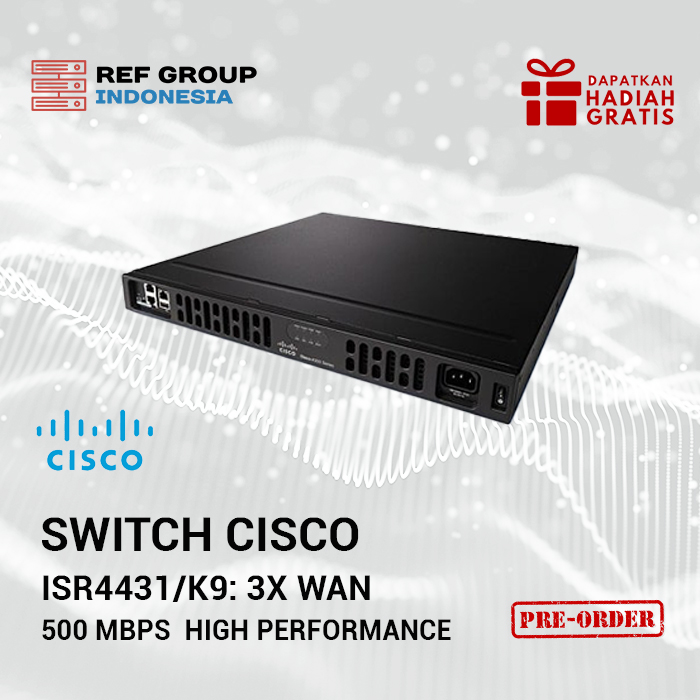 REF GROUP
INDONESIA
DAPATKAN
HADIAH
GRATIS
CISCO
CISCO
SWITCH CISCO
ISR4431/K9: 3X WAN
500 MBPS HIGH PERFORMANCE
PRE-ORDER